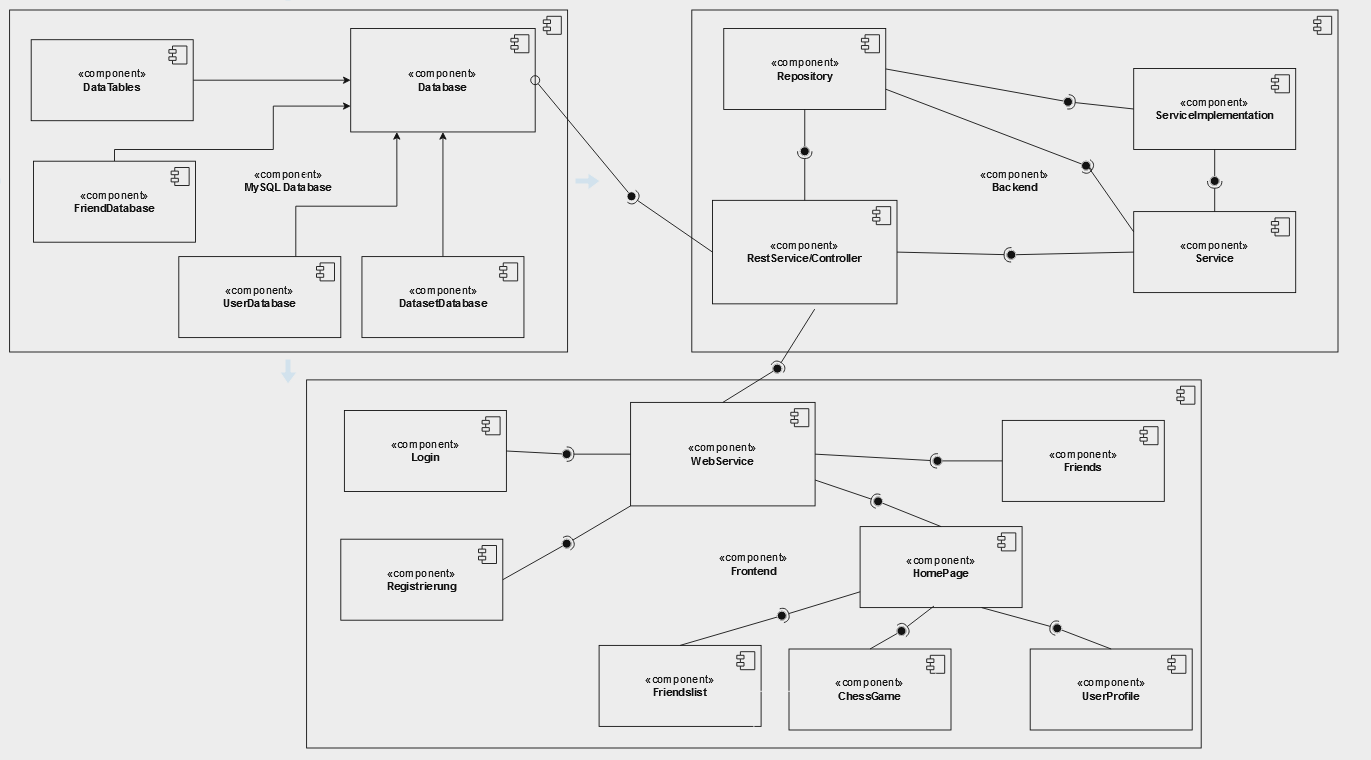 «component»
DataTables
«component»
Database
«component»
FriendDatabase
«component»
MySQL Database
«component»
UserDatabase
«component»
DatasetDatabase
«component»
Repository
«component»
ServiceImplementation
«component»
Backend
«component»
RestService/Controller
«component»
Service
«component»
Login
«component»
WebService
«component»
Friends
«component»
Registrierung
«component»
Frontend
«component»
HomePage
«component»
Friendslist
«component»
ChessGame
«component»
UserProfile